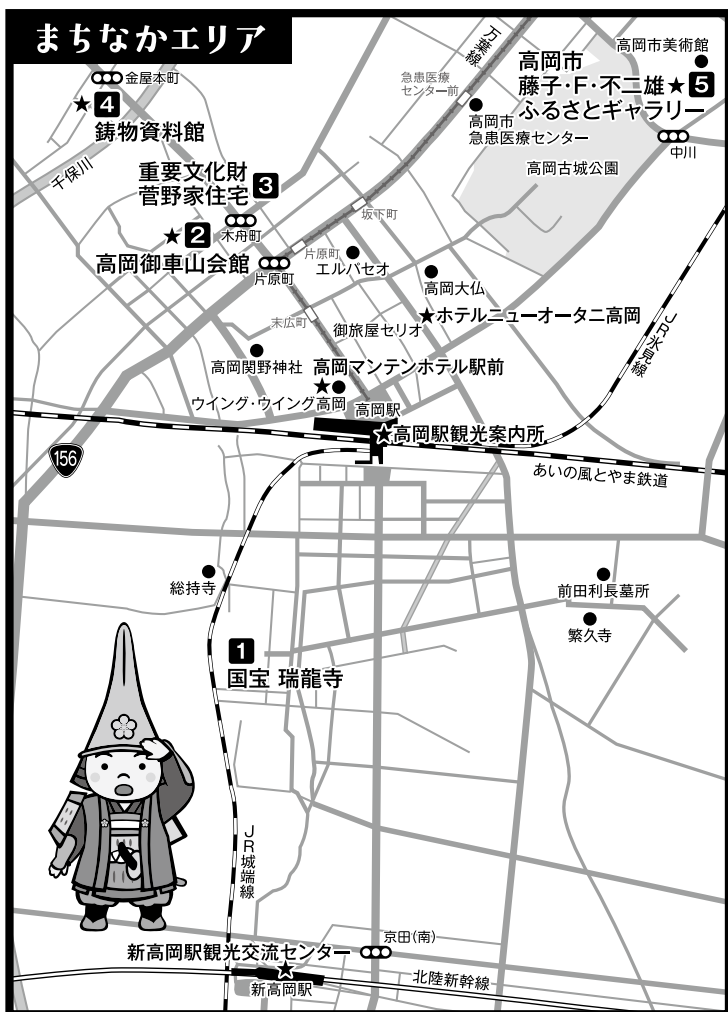 まちなかエリア
金屋本町
★4
鋳物資料館
千保川
重要文化財
菅野家住宅 3
木舟町
★2
高岡御車山会館
片原町
万葉線
急患医療
センター前
高岡市
急患医療センター
高岡市美術館
高岡市
藤子・F・不二雄★5
ふるさとギャラリー
中川
高岡古城公園
坂下町
片原町
エルパセオ
高岡大仏
★ホテルニューオータニ高岡
末広町
御旅屋セリオ
高岡関野神社
高岡マンテンホテル駅前
★
ウイング・ウイング高岡
高岡駅
★高岡駅観光案内所
JR氷見線
156
あいの風とやま鉄道
総持寺
前田利長墓所
繁久寺
1
国宝 瑞龍寺
JR城端線
京田(南)
新高岡駅観光交流センター
★
新高岡駅
北陸新幹線